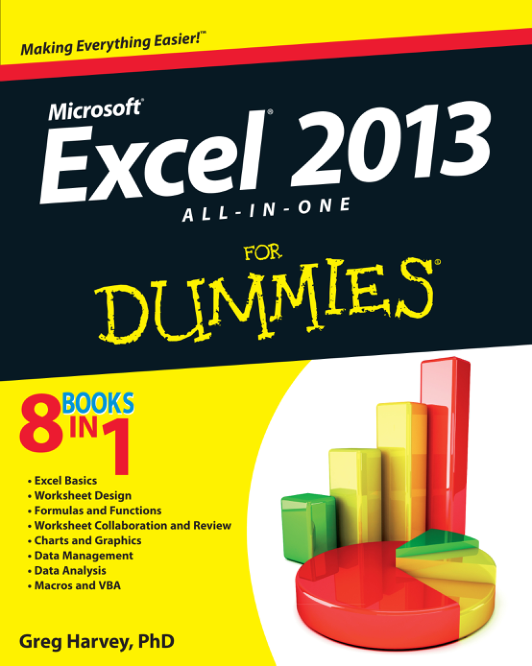 Making Everything Easier!™
Microsoft®
Excel® 2013
ALL-IN-ONE
FOR
DUMMIES®
8 BOOKS
IN 1
• Excel Basics
• Worksheet Design
• Formulas and Functions
• Worksheet Collaboration and Review
• Charts and Graphics
• Data Management
• Data Analysis
• Macros and VBA
Greg Harvey, PhD